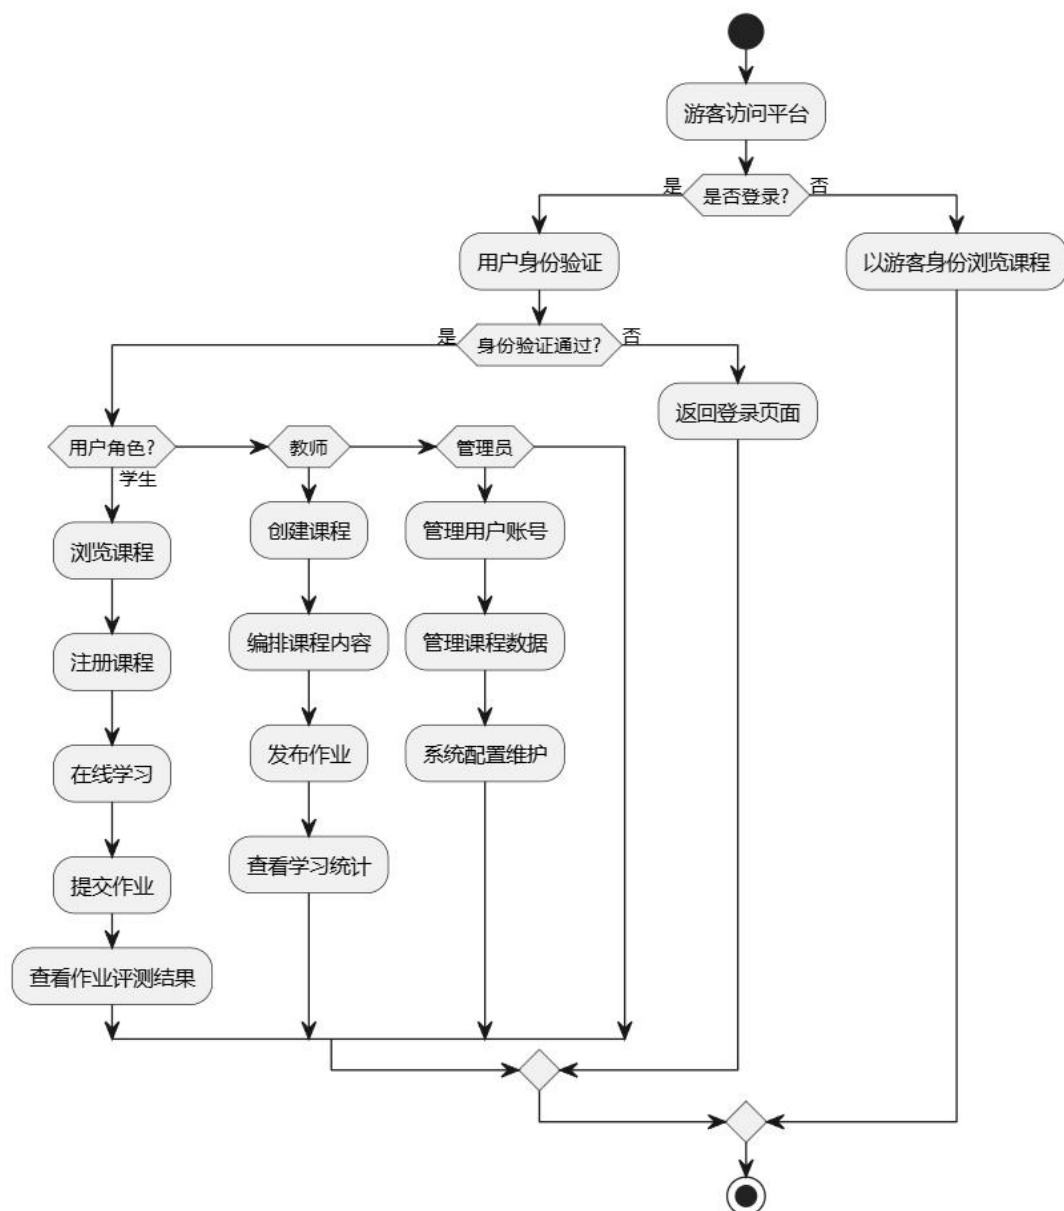 游客访问平台
是
是否登录?
否
用户身份验证
以游客身份浏览课程
是
身份验证通过?
否
返回登录页面
用户角色?
教师
管理员
学生
浏览课程
创建课程
管理用户账号
注册课程
编排课程内容
管理课程数据
在线学习
发布作业
系统配置维护
提交作业
查看学习统计
查看作业评测结果